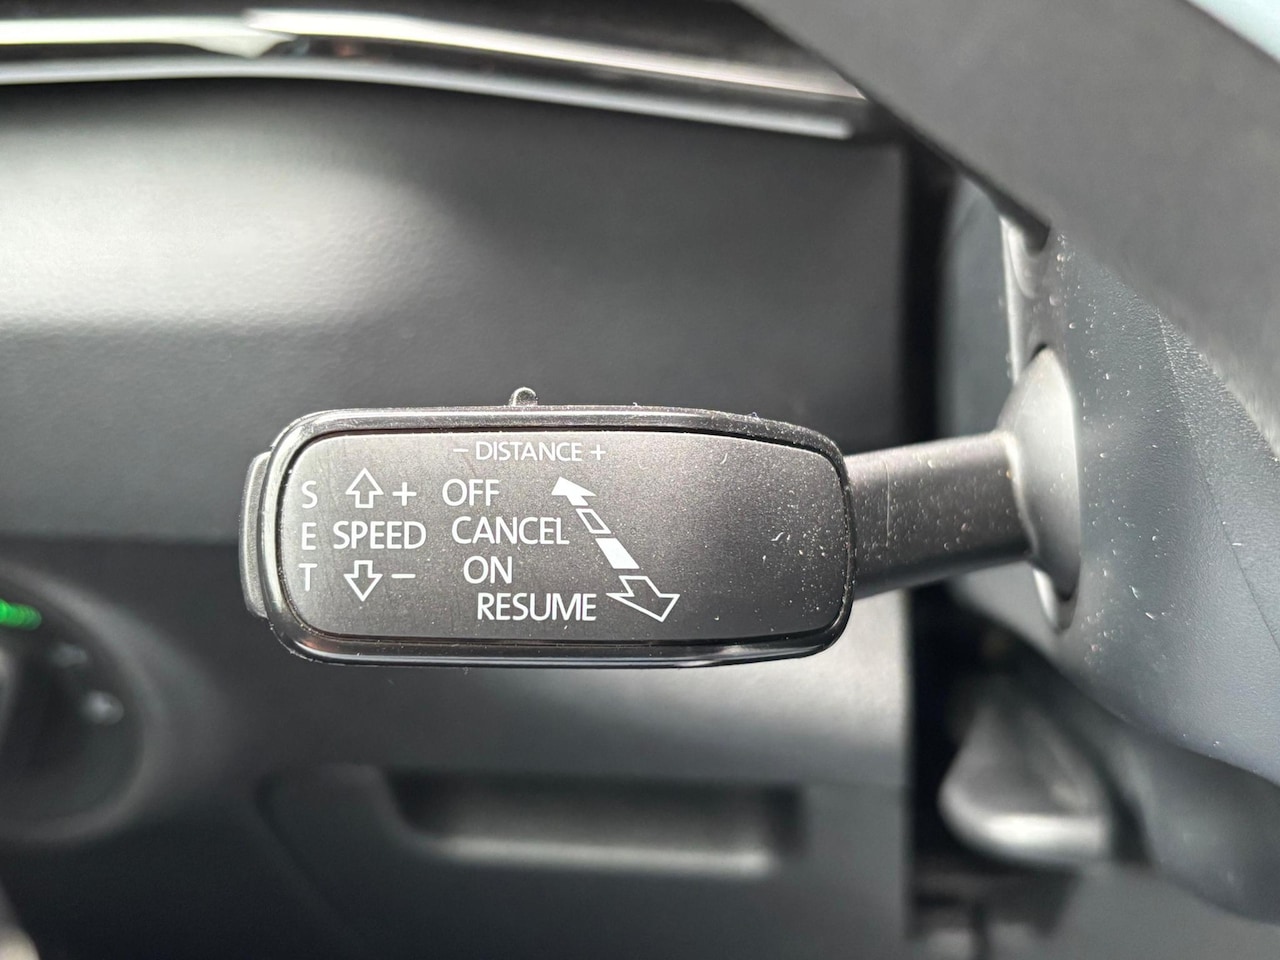 - DISTANCE +
S + OFF
E SPEED CANCEL
T - ON
RESUME